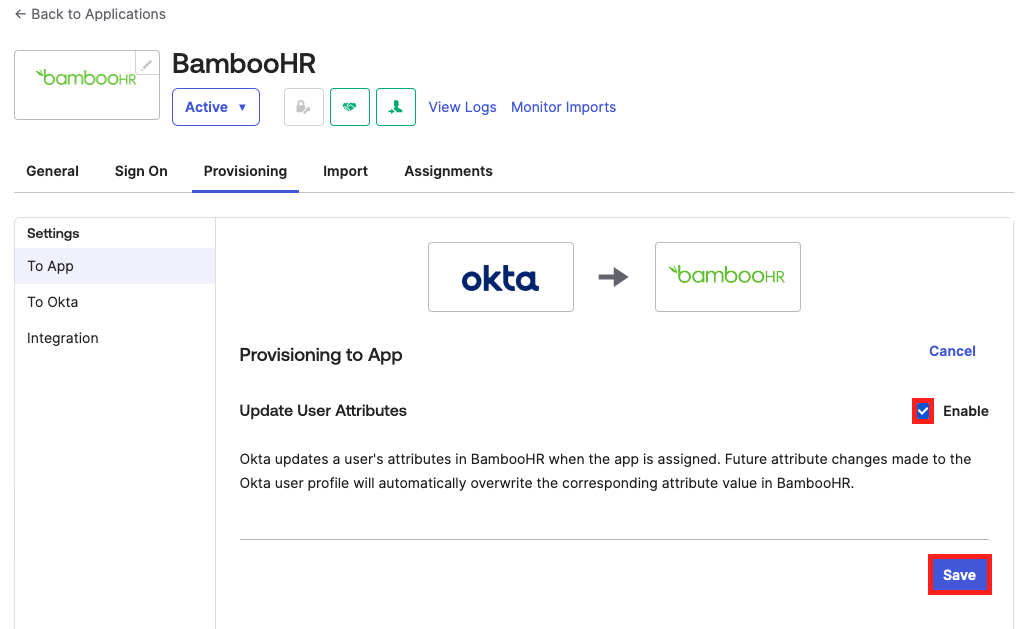 ← Back to Applications
bambooHR
BambooHR
Active ▼
View Logs Monitor Imports
General Sign On Provisioning Import Assignments
Settings
To App
To Okta
Integration
okta
bambooHR
Provisioning to App
Cancel
Update User Attributes
Enable
Okta updates a user's attributes in BambooHR when the app is assigned. Future attribute changes made to the
Okta user profile will automatically overwrite the corresponding attribute value in BambooHR.
Save